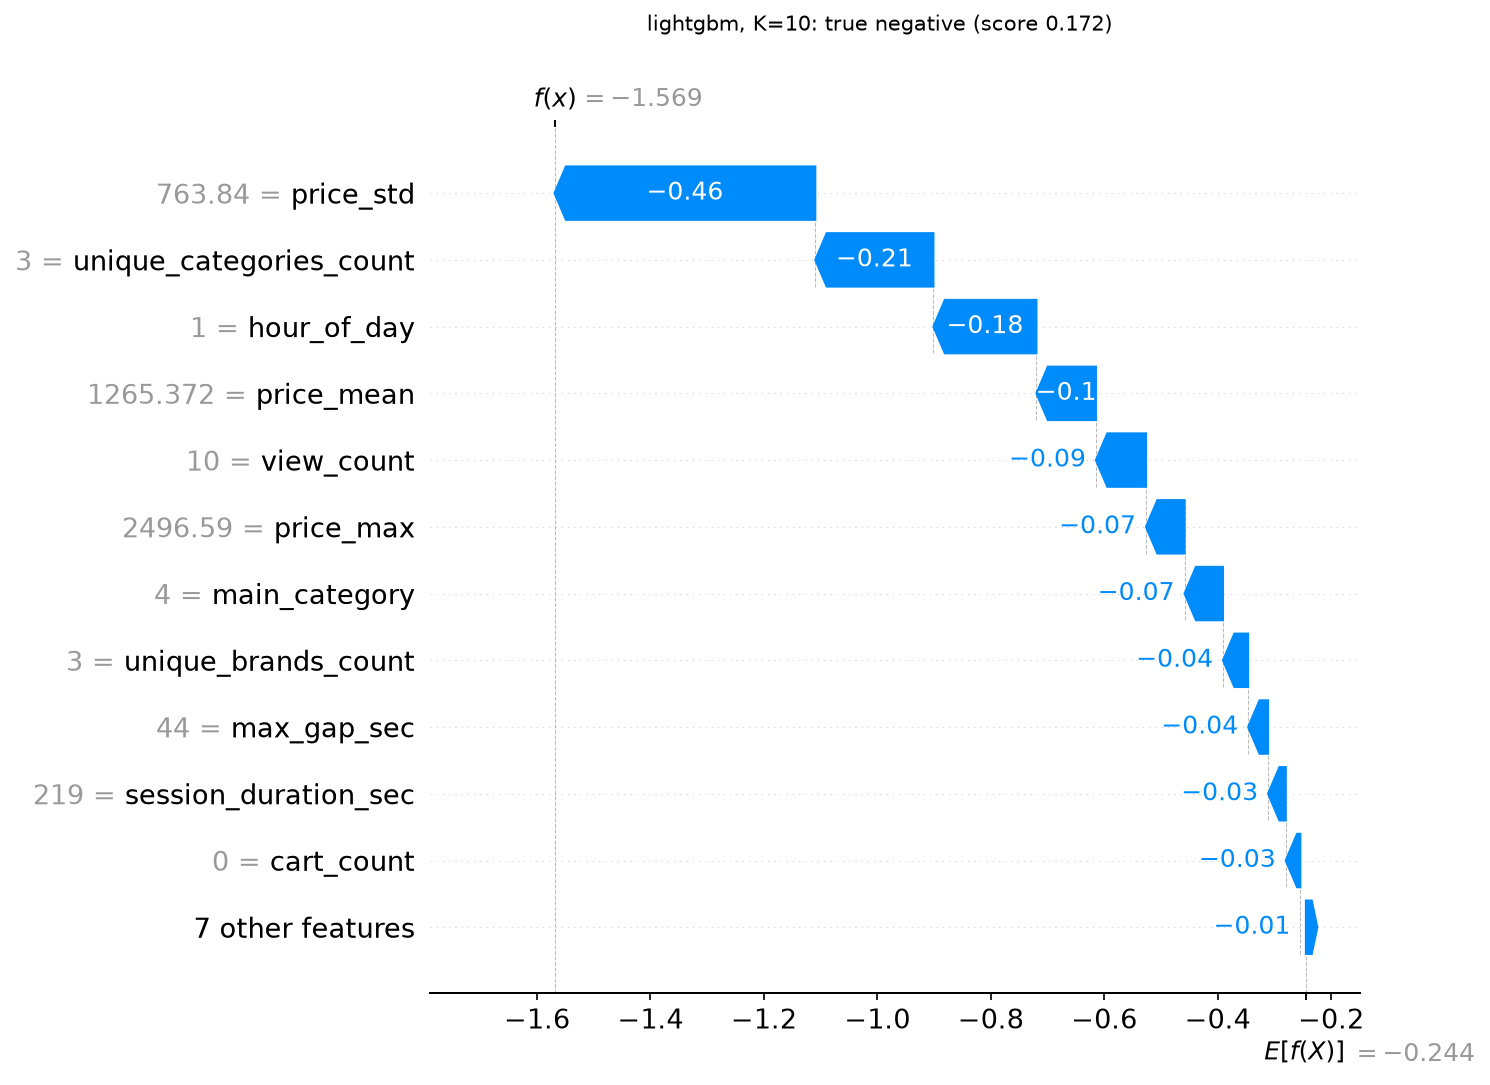 lightgbm, K=10: true negative (score 0.172)
f(x) = −1.569
763.84 = price_std
−0.46
3 = unique_categories_count
−0.21
1 = hour_of_day
−0.18
1265.372 = price_mean
−0.1
10 = view_count
−0.09
2496.59 = price_max
−0.07
4 = main_category
−0.07
3 = unique_brands_count
−0.04
44 = max_gap_sec
−0.04
219 = session_duration_sec
−0.03
0 = cart_count
−0.03
7 other features
−0.01
−1.6 −1.4 −1.2 −1.0 −0.8 −0.6 −0.4 −0.2
E[f(X)] = −0.244